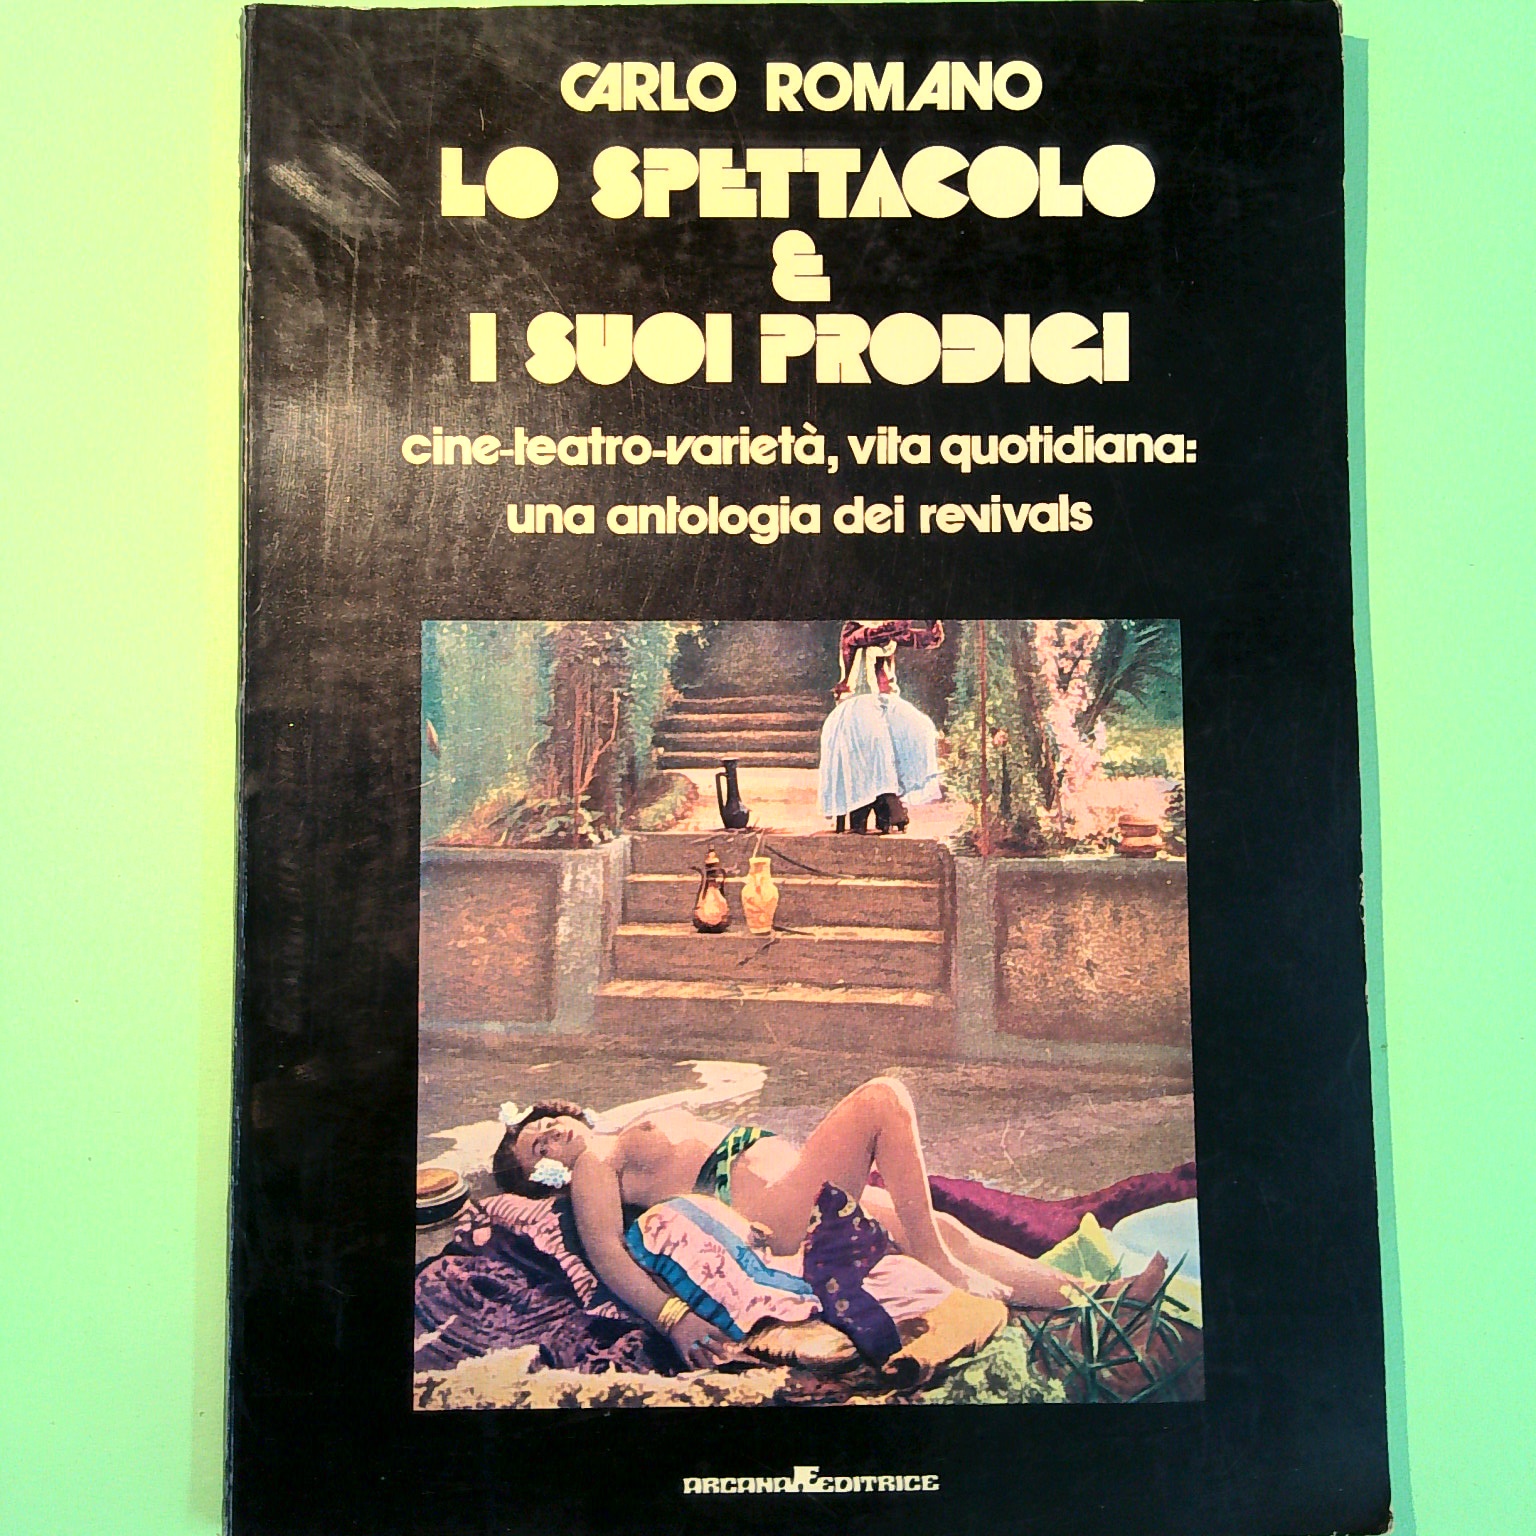 CARLO ROMANO
LO SPETTACOLO
&
I SUOI PRODIGI
cine-teatro-varietà, vita quotidiana:
una antologia dei revivals
ARCANA Æ EDITRICE